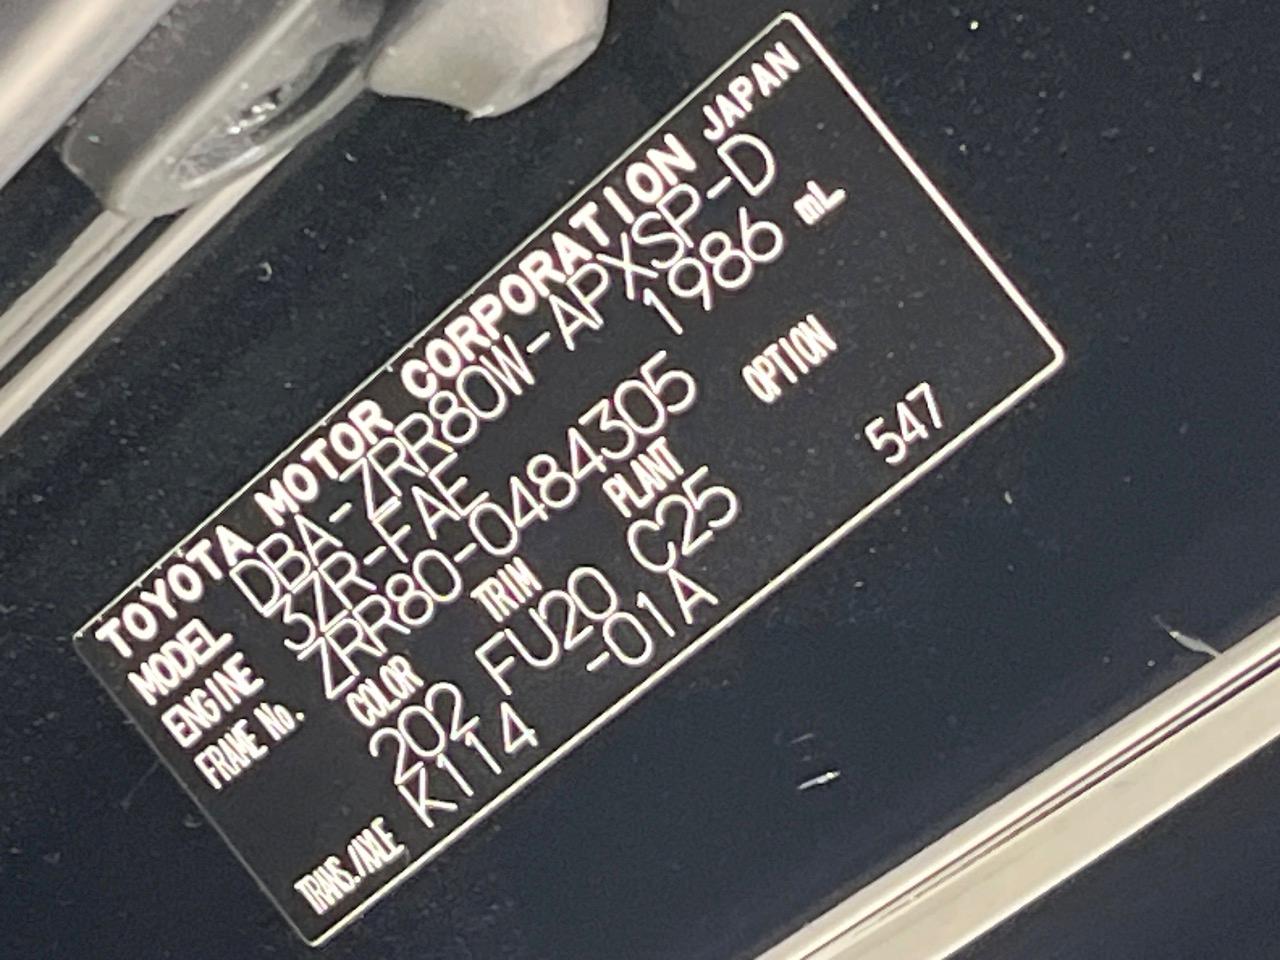 TOYOTA MOTOR CORPORATION JAPAN
MODEL DBA-ZRR80W-APXSP-D
ENGINE 3ZR-FAE 1986 mL
FRAME No. ZRR80-0484305
COLOR TRIM PLANT OPTION
202 FU20 C25 547
TRANS./AXLE K114 -01A